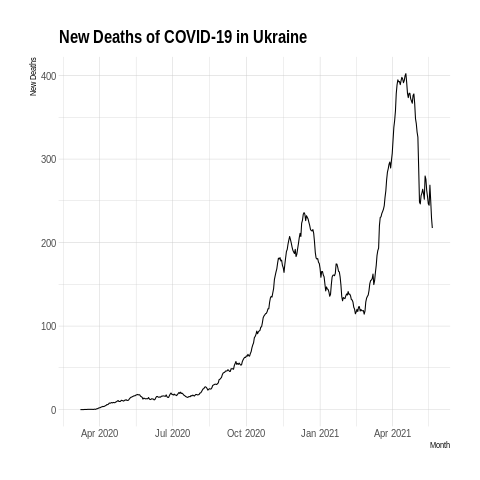 New Deaths of COVID-19 in Ukraine
New Deaths
400
300
200
100
0
Apr 2020 Jul 2020 Oct 2020 Jan 2021 Apr 2021
Month